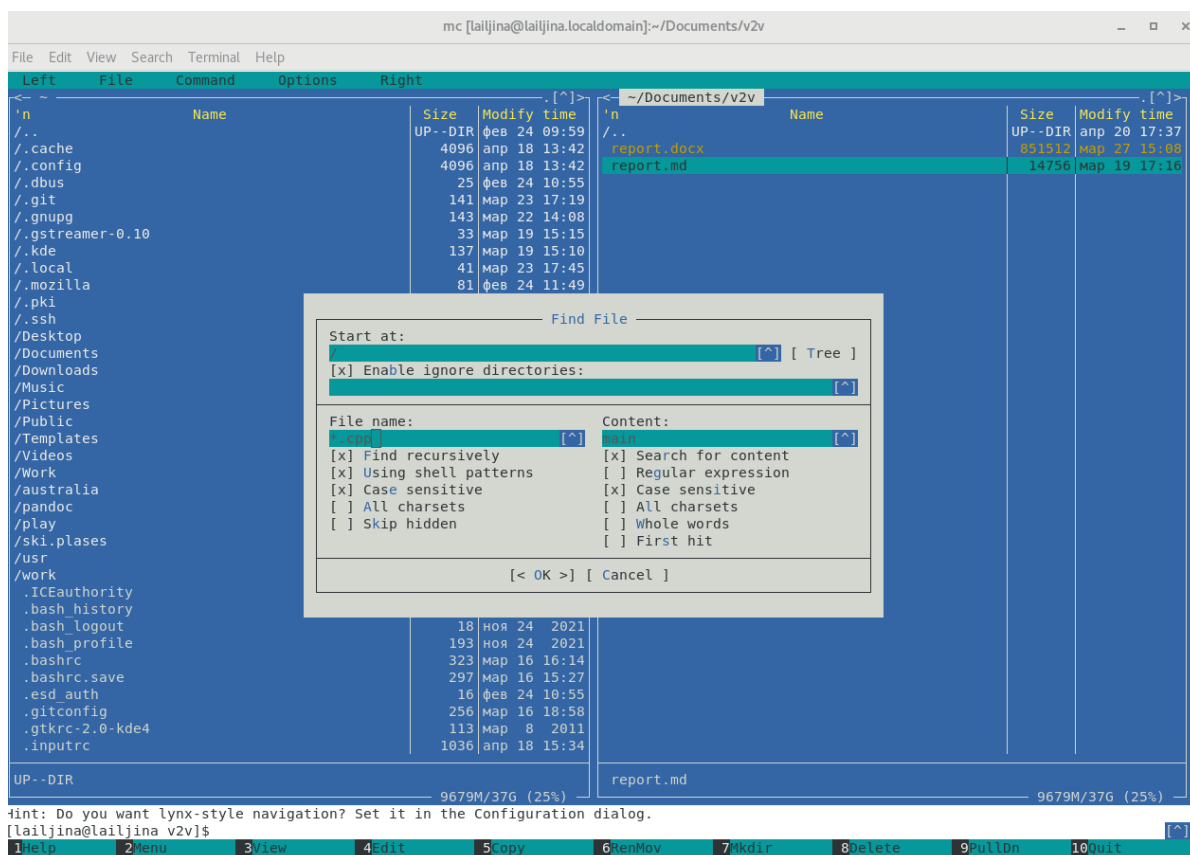 mc [lailjina@lailjina.localdomain]:~/Documents/v2v
File Edit View Search Terminal Help
Left File Command Options Right
<- ~ .[^]> <- ~/Documents/v2v .[^]>
'n Name Size Modify time 'n Name Size Modify time
/.. UP--DIR фев 24 09:59 /.. UP--DIR апр 20 17:37
/.cache 4096 апр 18 13:42 report.docx 851512 мар 27 15:08
/.config 4096 апр 18 13:42 report.md 14756 мар 19 17:16
/.dbus 25 фев 24 10:55
/.git 141 мар 23 17:19
/.gnupg 143 мар 22 14:08
/.gstreamer-0.10 33 мар 19 15:15
/.kde 137 мар 19 15:10
/.local 41 мар 23 17:45
/.mozilla 81 фев 24 11:49
/.pki
/.ssh
/Desktop
/Documents
/Downloads
/Music
/Pictures
/Public
/Templates
/Videos
/Work
/australia
/pandoc
/play
/ski.plases
/usr
/work
.ICEauthority
.bash_history
.bash_logout 18 ноя 24 2021
.bash_profile 193 ноя 24 2021
.bashrc 323 мар 16 16:14
.bashrc.save 297 мар 16 15:27
.esd_auth 16 фев 24 10:55
.gitconfig 256 мар 16 18:58
.gtkrc-2.0-kde4 113 мар 8 2011
.inputrc 1036 апр 18 15:34
Find File
Start at:
/ [^] [ Tree ]
[x] Enable ignore directories:
[^]
File name: Content:
*.cpp [^] main [^]
[x] Find recursively [x] Search for content
[x] Using shell patterns [ ] Regular expression
[x] Case sensitive [x] Case sensitive
[ ] All charsets [ ] All charsets
[ ] Skip hidden [ ] Whole words
[ ] First hit
[< OK >] [ Cancel ]
UP--DIR report.md
9679M/37G (25%) 9679M/37G (25%)
Hint: Do you want lynx-style navigation? Set it in the Configuration dialog.
[lailjina@lailjina v2v]$ [^]
1Help 2Menu 3View 4Edit 5Copy 6RenMov 7Mkdir 8Delete 9PullDn 10Quit